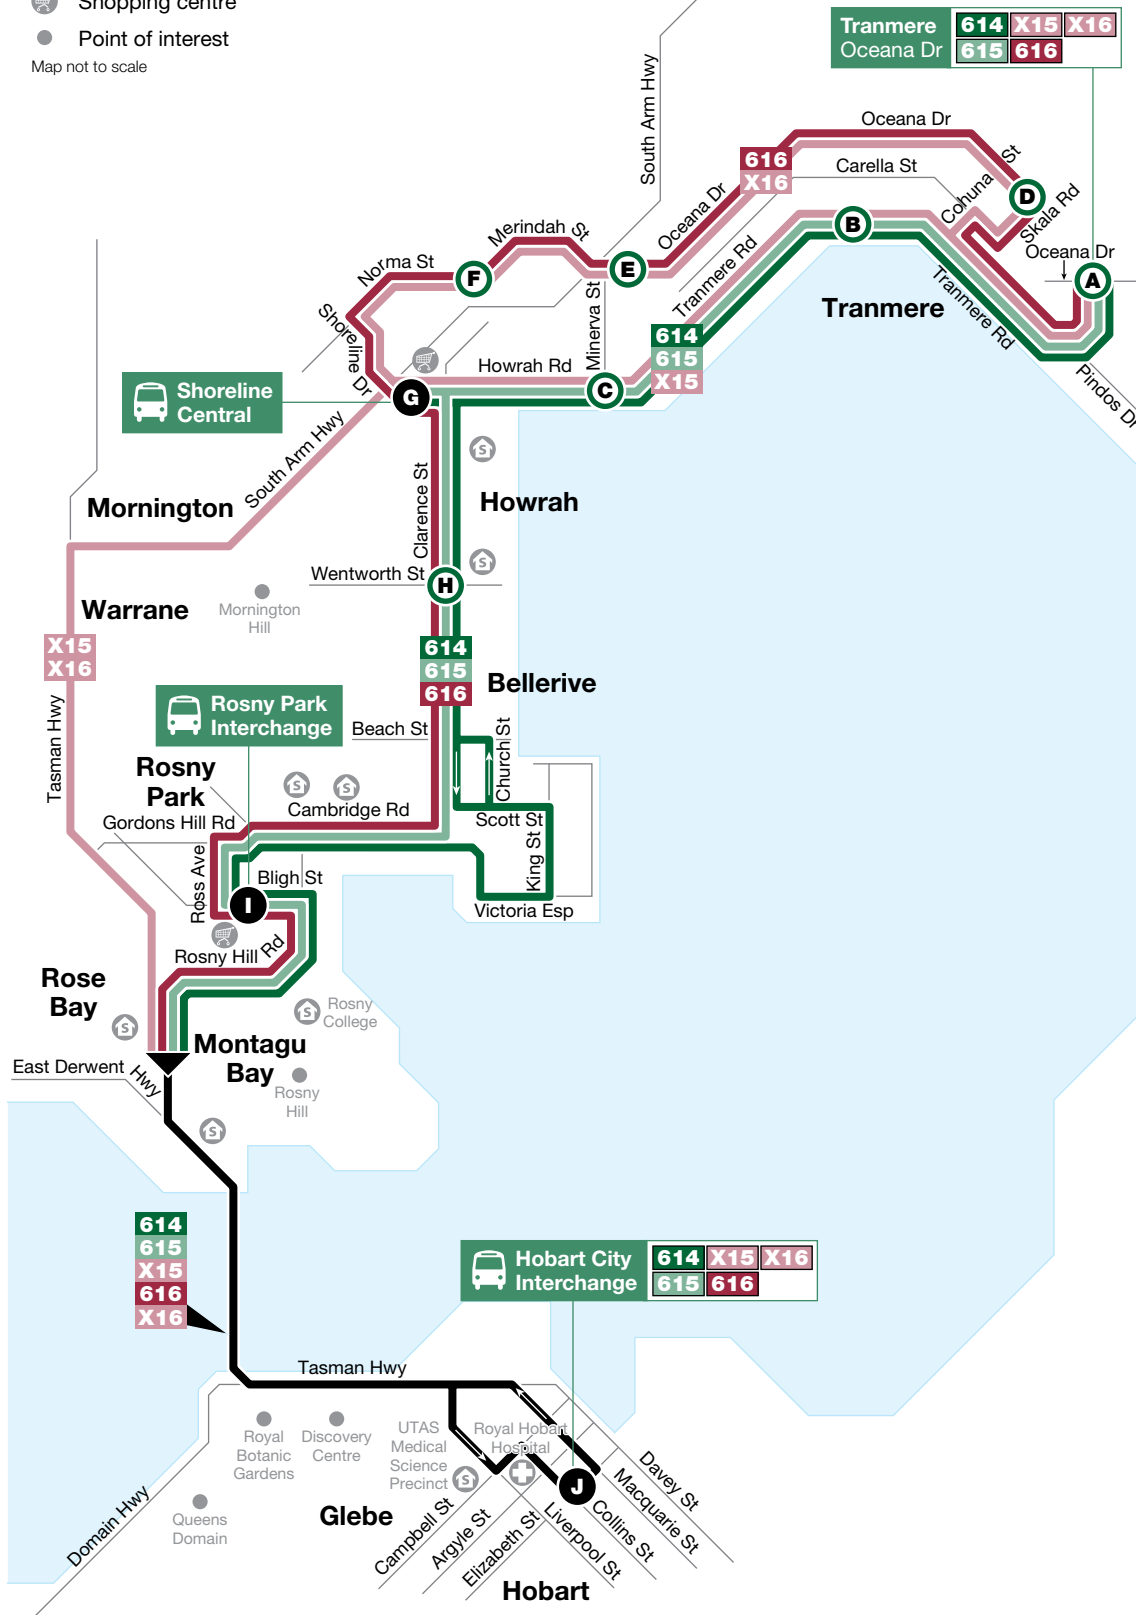 Shopping centre
Point of interest
Map not to scale
Tranmere
Oceana Dr
614 X15 X16
615 616
South Arm Hwy
Oceana Dr
616
X16
Carella St
Cohuna St
D
Skala Rd
Oceana Dr
A
B
Merindah St
Oceana Dr
E
Norma St
F
Tranmere Rd
Tranmere
Tranmere Rd
Minerva St
Shoreline Dr
614
615
X15
Howrah Rd
C
Pindos Dr
Shoreline
Central
G
South Arm Hwy
Clarence St
Mornington
Howrah
Wentworth St
H
Warrane
Mornington
Hill
X15
X16
614
615
616
Bellerive
Tasman Hwy
Rosny Park
Interchange
Beach St
Church St
Rosny
Park
Cambridge Rd
Gordons Hill Rd
Scott St
King St
Ross Ave
Bligh St
I
Victoria Esp
Rosny Hill Rd
Rose
Bay
S
Rosny
College
Montagu
Bay
East Derwent Hwy
Rosny
Hill
614
615
X15
616
X16
Hobart City
Interchange
614 X15 X16
615 616
Tasman Hwy
Royal
Botanic
Gardens
Discovery
Centre
UTAS
Medical
Science
Precinct
Royal Hobart
Hospital
J
Queens
Domain
Glebe
Domain Hwy
Campbell St
Argyle St
Elizabeth St
Liverpool St
Collins St
Macquarie St
Davey St
Hobart